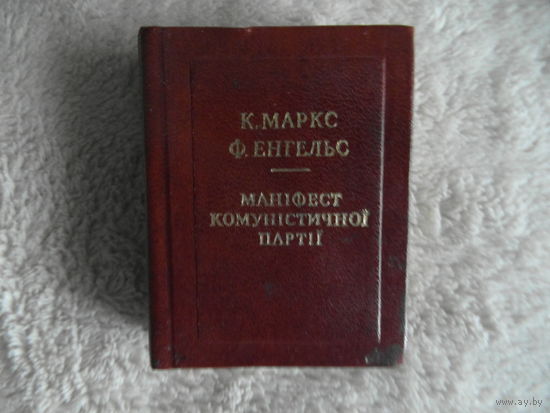 К. МАРКС
Ф. ЕНГЕЛЬС
МАНІФЕСТ
КОМУНІСТИЧНОЇ
ПАРТІЇ
www.ay.by